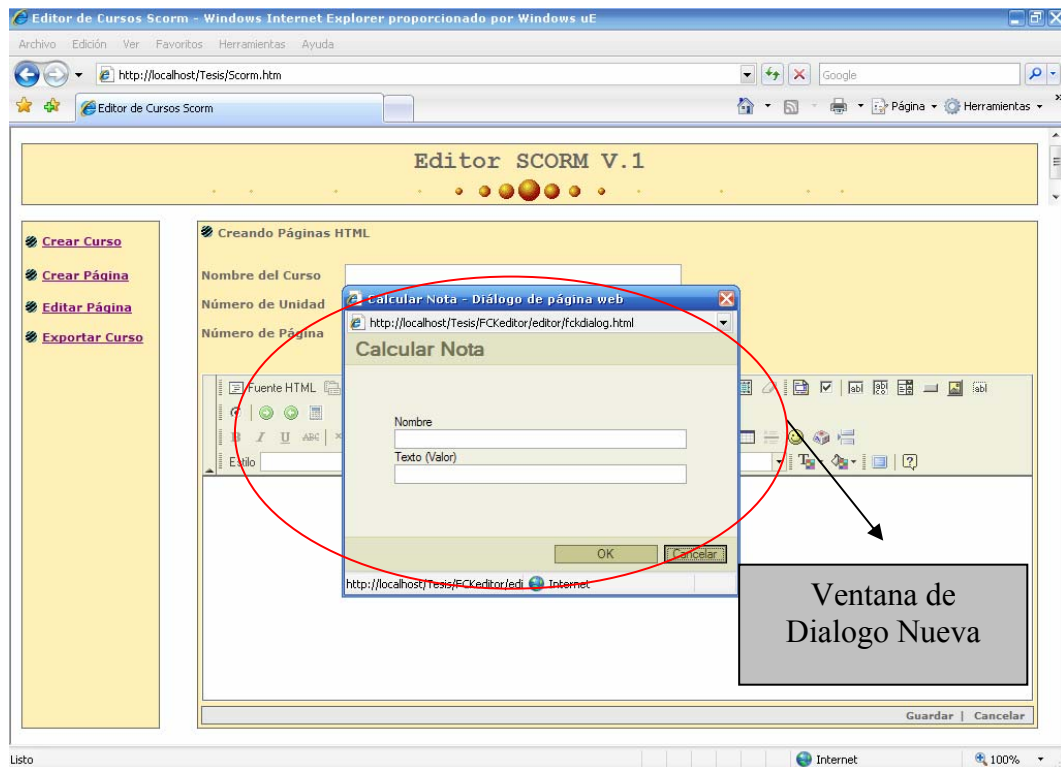 Editor de Cursos Scorm - Windows Internet Explorer proporcionado por Windows uE
Archivo Edición Ver Favoritos Herramientas Ayuda
http://localhost/Tesis/Scorm.htm
Google
Editor de Cursos Scorm
Página
Herramientas
Editor SCORM V.1
Crear Curso
Crear Página
Editar Página
Exportar Curso
Creando Páginas HTML
Nombre del Curso
Número de Unidad
Número de Página
Fuente HTML
B I U ABC
Estilo
Calcular Nota - Diálogo de página web
http://localhost/Tesis/FCKeditor/editor/fckdialog.html
Calcular Nota
Nombre
Texto (Valor)
OK Cancelar
http://localhost/Tesis/FCKeditor/edi Internet
Ventana de
Dialogo Nueva
Guardar | Cancelar
Listo Internet 100%